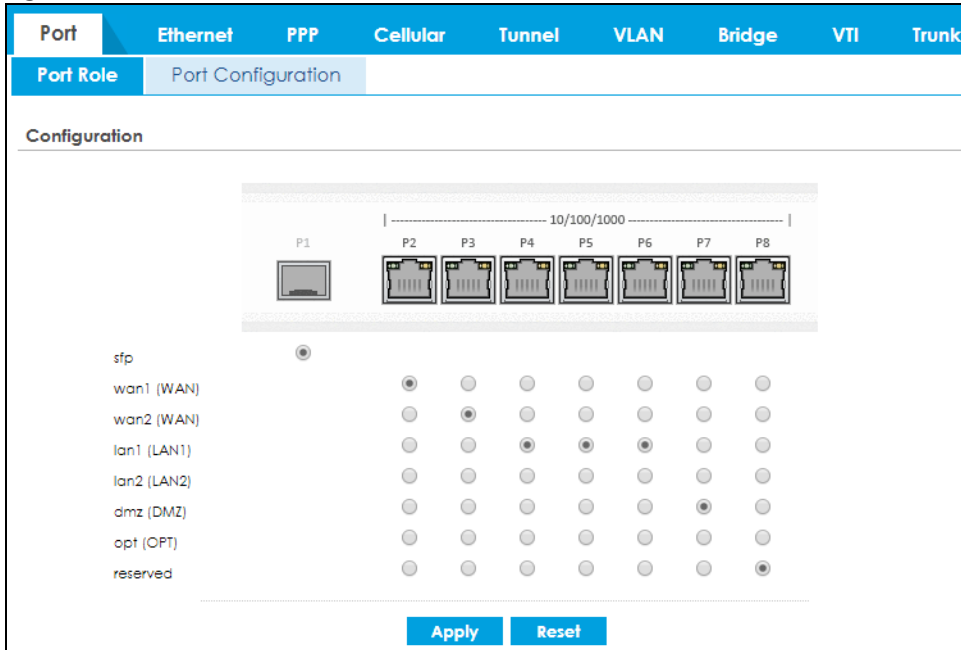 Port Ethernet PPP Cellular Tunnel VLAN Bridge VTI Trunk
Port Role Port Configuration
Configuration
10/100/1000
P1 P2 P3 P4 P5 P6 P7 P8
sfp
wan1 (WAN)
wan2 (WAN)
lan1 (LAN1)
lan2 (LAN2)
dmz (DMZ)
opt (OPT)
reserved
Apply Reset